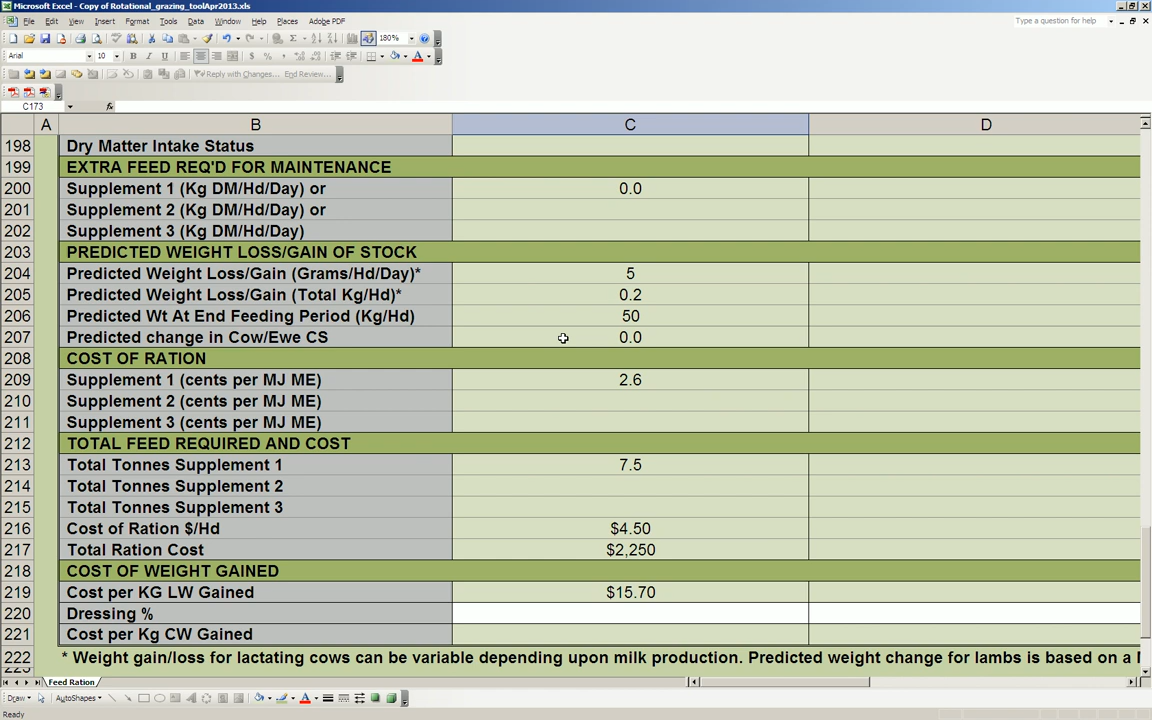 Microsoft Excel - Copy of Rotational_grazing_toolApr2013.xls
File Edit View Insert Format Tools Data Window Help Places Adobe PDF Type a question for help
180%
Arial 10 B I U $ %
Reply with Changes... End Review...
C173 fx
A B C D
198 Dry Matter Intake Status
199 EXTRA FEED REQ'D FOR MAINTENANCE
200 Supplement 1 (Kg DM/Hd/Day) or 0.0
201 Supplement 2 (Kg DM/Hd/Day) or
202 Supplement 3 (Kg DM/Hd/Day)
203 PREDICTED WEIGHT LOSS/GAIN OF STOCK
204 Predicted Weight Loss/Gain (Grams/Hd/Day)* 5
205 Predicted Weight Loss/Gain (Total Kg/Hd)* 0.2
206 Predicted Wt At End Feeding Period (Kg/Hd) 50
207 Predicted change in Cow/Ewe CS 0.0
208 COST OF RATION
209 Supplement 1 (cents per MJ ME) 2.6
210 Supplement 2 (cents per MJ ME)
211 Supplement 3 (cents per MJ ME)
212 TOTAL FEED REQUIRED AND COST
213 Total Tonnes Supplement 1 7.5
214 Total Tonnes Supplement 2
215 Total Tonnes Supplement 3
216 Cost of Ration $/Hd $4.50
217 Total Ration Cost $2,250
218 COST OF WEIGHT GAINED
219 Cost per KG LW Gained $15.70
220 Dressing %
221 Cost per Kg CW Gained
222 * Weight gain/loss for lactating cows can be variable depending upon milk production. Predicted weight change for lambs is based on a
Feed Ration
Draw AutoShapes
Ready